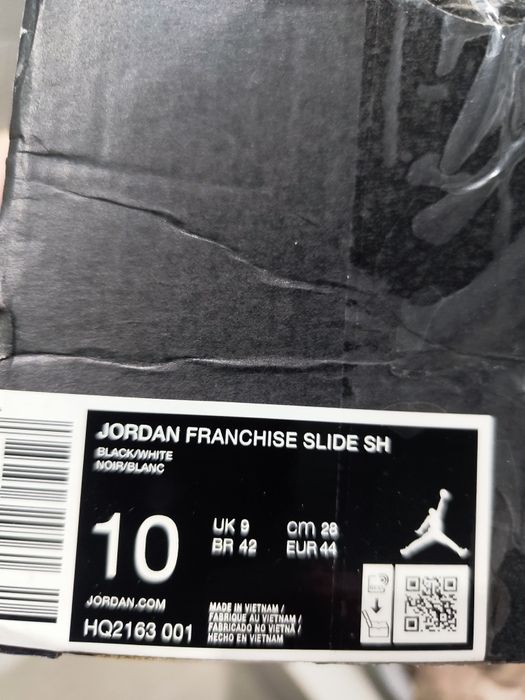 JORDAN FRANCHISE SLIDE SH
BLACK/WHITE
NOIR/BLANC
10
UK 9 cm 28
BR 42 EUR 44
JORDAN.COM
HQ2163 001
MADE IN VIETNAM /
FABRIQUE AU VIETNAM /
FABRICADO NO VIETNÃ /
HECHO EN VIETNAM